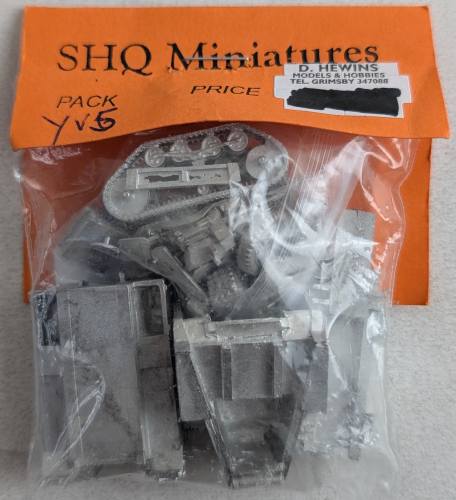 SHQ Miniatures
D. HEWINS
MODELS & HOBBIES
TEL. GRIMSBY 347088
PRICE
PACK
YV5